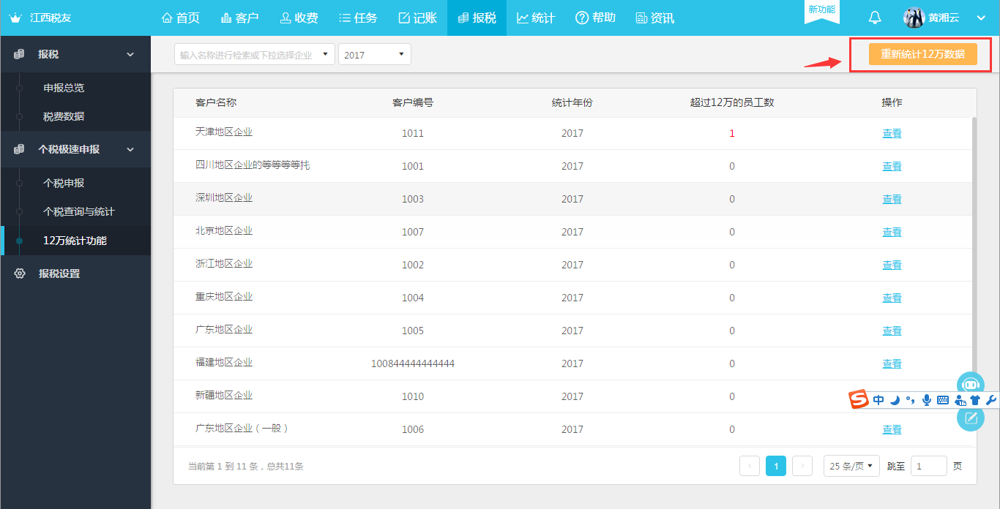 江西税友
首页 客户 收费 任务 记账 报税 统计 帮助 资讯
新功能
黄湘云
报税
申报总览
税费数据
个税极速申报
个税申报
个税查询与统计
12万统计功能
报税设置
输入名称进行检索或下拉选择企业 2017 重新统计12万数据
客户名称 客户编号 统计年份 超过12万的员工数 操作
天津地区企业 1011 2017 1 查看
四川地区企业的等等等等扥 1001 2017 0 查看
深圳地区企业 1003 2017 0 查看
北京地区企业 1007 2017 0 查看
浙江地区企业 1002 2017 0 查看
重庆地区企业 1004 2017 0 查看
广东地区企业 1005 2017 0 查看
福建地区企业 100844444444444 2017 0 查看
新疆地区企业 1010 2017 0
广东地区企业（一般） 1006 2017 0 查看
当前第 1 到 11 条，总共11条 1 25 条/页 跳至 1 页
S 中